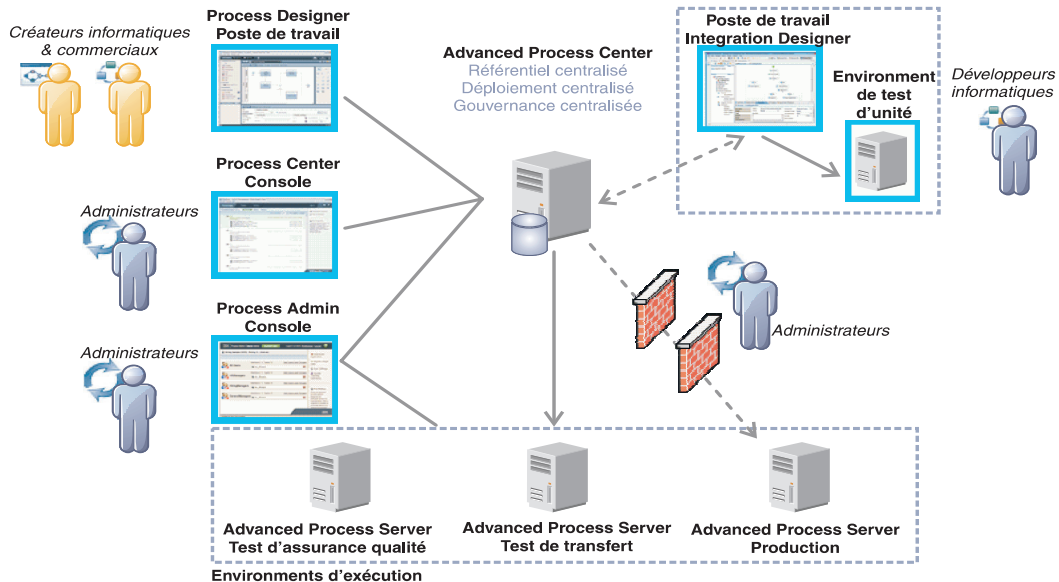 Créateurs informatiques
& commerciaux
Process Designer
Poste de travail
Advanced Process Center
Référentiel centralisé
Déploiement centralisé
Gouvernance centralisée
Poste de travail
Integration Designer
Environment
de test
d'unité
Développeurs
informatiques
Process Center
Console
Administrateurs
Process Admin
Console
Administrateurs
Administrateurs
Advanced Process Server
Test d'assurance qualité
Advanced Process Server
Test de transfert
Advanced Process Server
Production
Environments d'exécution